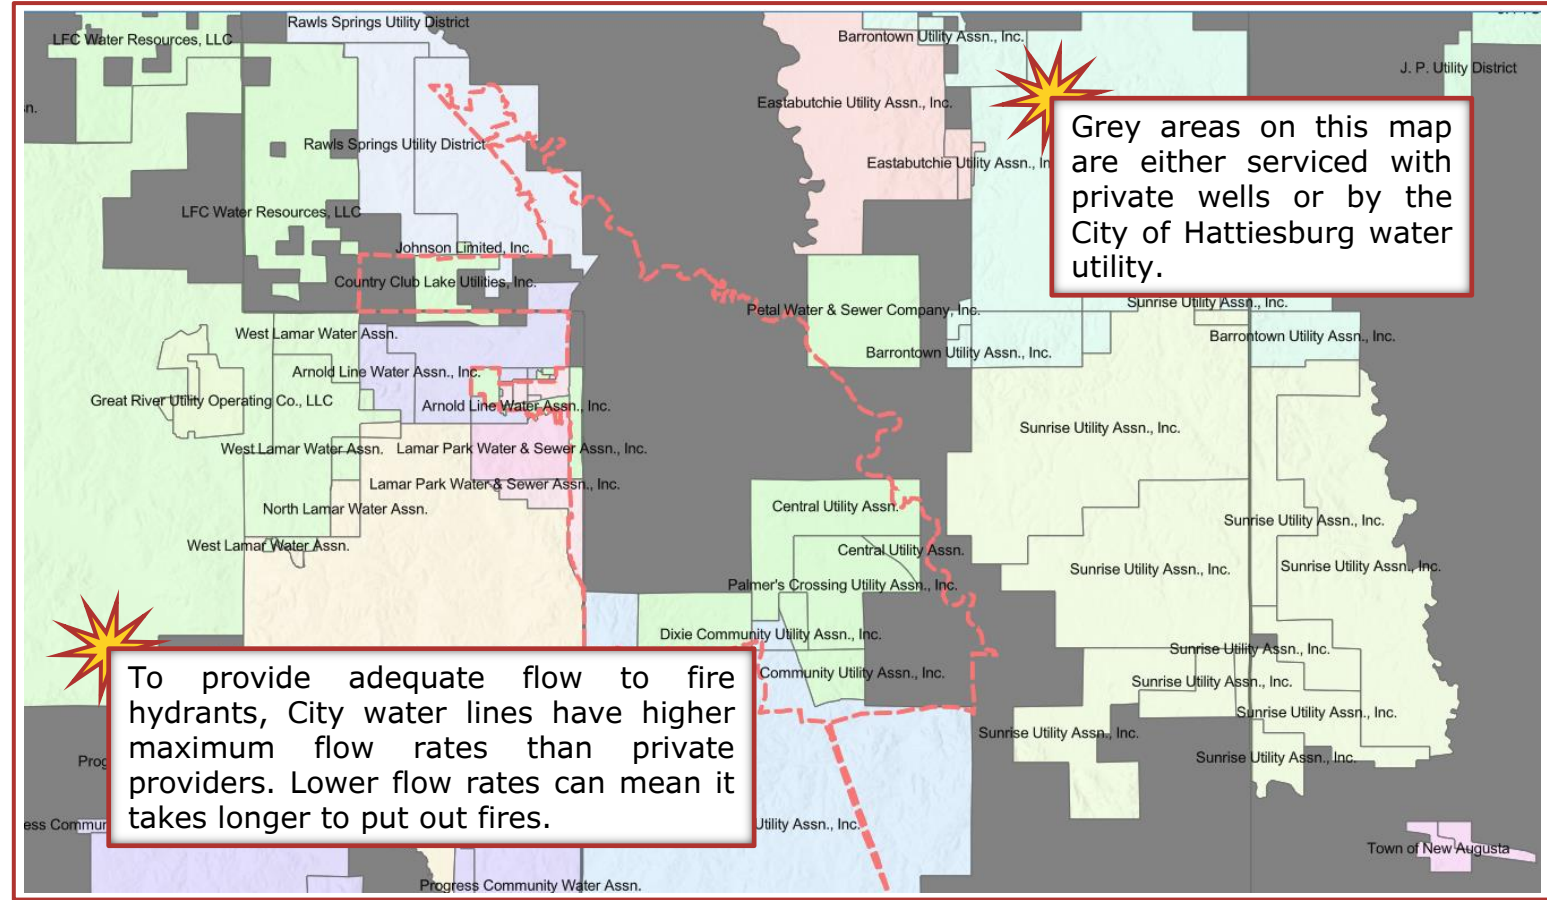 Rawls Springs Utility District
LFC Water Resources, LLC
Barrontown Utility Assn., Inc.
J. P. Utility District
Eastabutchie Utility Assn., Inc.
Grey areas on this map
are either serviced with
private wells or by the
City of Hattiesburg water
utility.
Rawls Springs Utility District
Eastabutchie Utility Assn., In
LFC Water Resources, LLC
Johnson Limited, Inc.
Country Club Lake Utilities, Inc.
Sunrise Utility Assn., Inc.
Petal Water & Sewer Company, Inc.
West Lamar Water Assn.
Barrontown Utility Assn., Inc.
Barrontown Utility Assn., Inc.
Arnold Line Water Assn., Inc.
Great River Utility Operating Co., LLC
Arnold Line Water Assn., Inc.
Sunrise Utility Assn., Inc.
West Lamar Water Assn.
Lamar Park Water & Sewer Assn., Inc.
Lamar Park Water & Sewer Assn., Inc.
North Lamar Water Assn.
Central Utility Assn.
Sunrise Utility Assn., Inc.
West Lamar Water Assn.
Central Utility Assn.
Sunrise Utility Assn., Inc.
Sunrise Utility Assn., Inc.
Palmer's Crossing Utility Assn., Inc.
Dixie Community Utility Assn., Inc.
Sunrise Utility Assn., Inc.
Community Utility Assn., Inc.
Sunrise Utility Assn., Inc.
Sunrise Utility Assn., Inc.
Sunrise Utility Assn., Inc.
Sunrise Utility Assn., Inc.
To provide adequate flow to fire
hydrants, City water lines have higher
maximum flow rates than private
providers. Lower flow rates can mean it
takes longer to put out fires.
Prog
ess Commun
Utility Assn., Inc.
Town of New Augusta
Progress Community Water Assn.